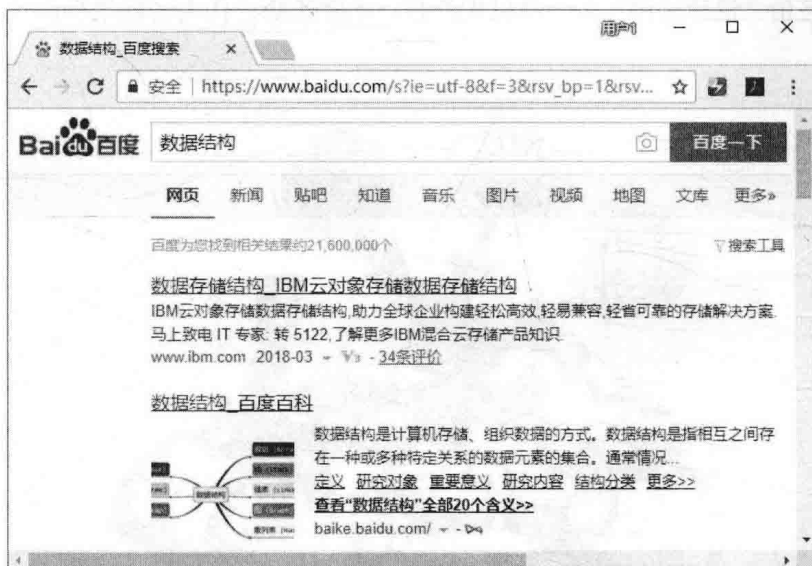 用户1
数据结构_百度搜索
安全 | https://www.baidu.com/s?ie=utf-8&f=3&rsv_bp=1&rsv...
Bai du 百度 数据结构 百度一下
网页 新闻 贴吧 知道 音乐 图片 视频 地图 文库 更多»
百度为您找到相关结果约21,600,000个 搜索工具
数据存储结构_IBM云对象存储数据存储结构
IBM云对象存储数据存储结构,助力全球企业构建轻松高效,轻易兼容,轻省可靠的存储解决方案.
马上致电 IT 专家: 转 5122,了解更多IBM混合云存储产品知识.
www.ibm.com 2018-03 - 34条评价
数据结构_百度百科
数据结构是计算机存储、组织数据的方式。数据结构是指相互之间存
在一种或多种特定关系的数据元素的集合。通常情况...
定义 研究对象 重要意义 研究内容 结构分类 更多>>
查看“数据结构”全部20个含义>>
baike.baidu.com/
数据结构